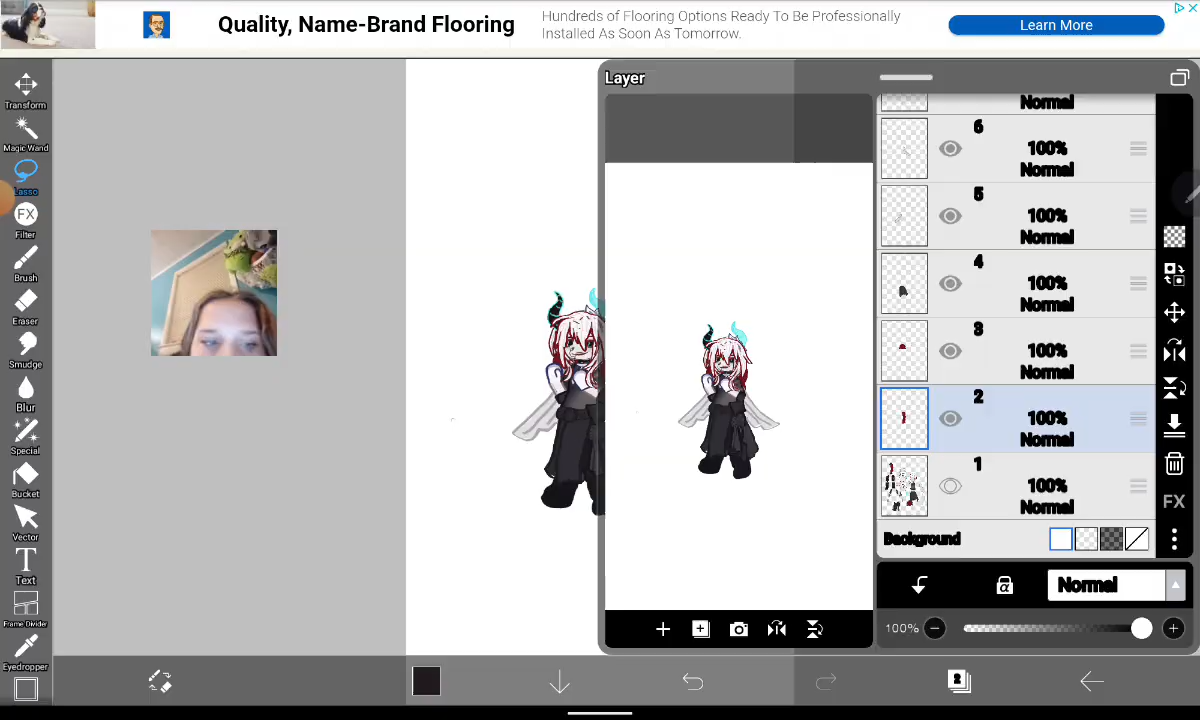 Quality, Name-Brand Flooring
Hundreds of Flooring Options Ready To Be Professionally
Installed As Soon As Tomorrow.
Learn More
Transform
Magic Wand
Lasso
FX
Filter
Brush
Eraser
Smudge
Blur
Special
Bucket
Vector
T
Text
Frame Divider
Eyedropper
Layer
Normal
6
100%
Normal
5
100%
Normal
4
100%
Normal
3
100%
Normal
2
100%
Normal
1
100%
Normal
Background
FX
α
Normal
100%
2